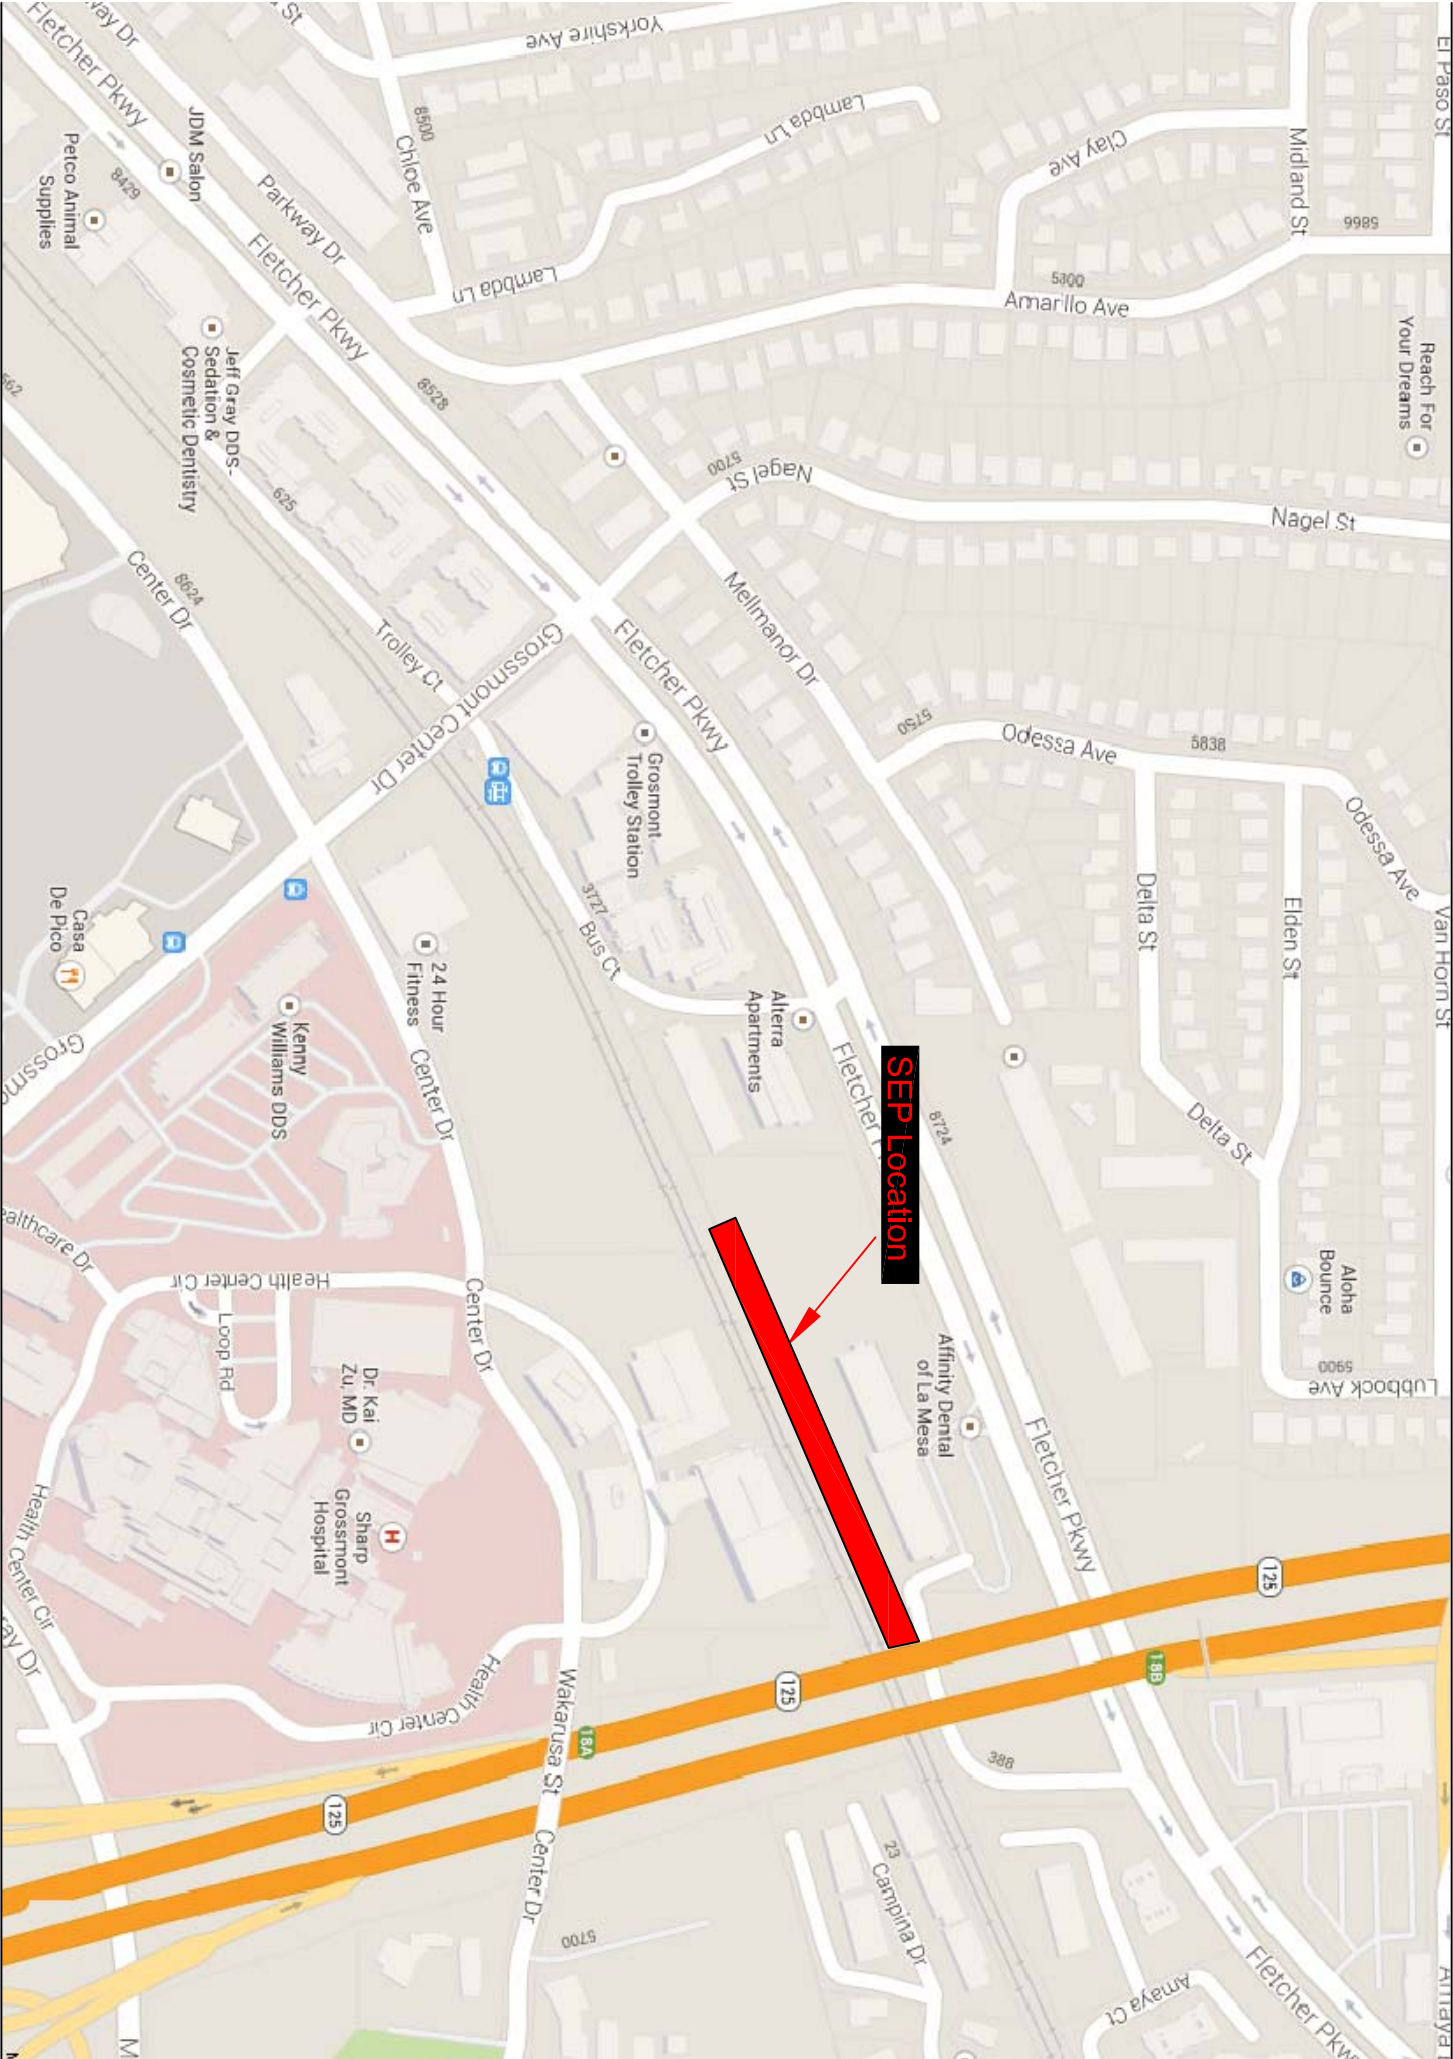 El Paso St
Van Horn St
Midland St
5866
Reach For
Your Dreams
Clay Ave
5800
Amarillo Ave
Nagel St
Nagel St
5700
Yorkshire Ave
Lambda Ln
Lambda Ln
Chloe Ave
8500
Parkway Dr
Fletcher Pkwy
JDM Salon
Petco Animal
Supplies
8429
Fletcher Pkwy
8528
Jeff Gray DDS-
Sedation &
Cosmetic Dentistry
625
Trolley Ct
Center Dr
8624
Grossmont Center Dr
Mellmanor Dr
Fletcher Pkwy
5750
Odessa Ave
5838
Odessa Ave
Delta St
Elden St
Delta St
Aloha
Bounce
5900
Lubbock Ave
Grosmont
Trolley Station
3727
Bus Ct
Alterra
Apartments
Fletcher
8724
SEP Location
Affinity Dental
of La Mesa
Fletcher Pkwy
Casa
De Pico
24 Hour
Fitness
Kenny
Williams DDS
Center Dr
Center Dr
Health Center Cir
Loop Rd
Dr. Kai
Zu, MD
H
Sharp
Grossmont
Hospital
Health Center Cir
Health Center Cir
Wakarusa St
Center Dr
125
125
125
18A
18B
388
23
Campina Dr
5700
Amaya Ct
Fletcher Pkwy